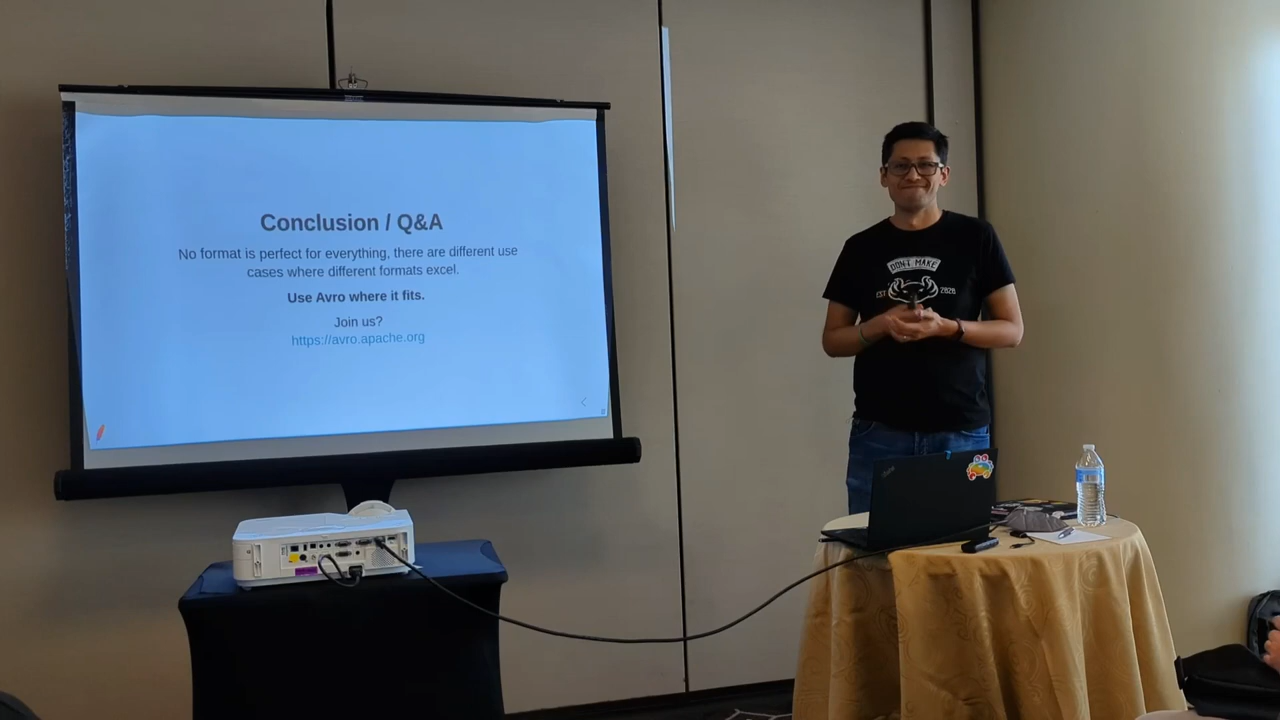 Conclusion / Q&A
No format is perfect for everything, there are different use
cases where different formats excel.
Use Avro where it fits.
Join us?
https://avro.apache.org
DON'T MAKE
EST 2020